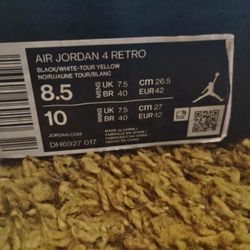 AIR JORDAN 4 RETRO
BLACK/WHITE-TOUR YELLOW
NOIR/JAUNE TOUR/BLANC
8.5 MENS UK 7.5 cm 26.5
BR 40 EUR 42
10 WMNS UK 7.5 cm 27
BR 40 EUR 42
JORDAN.COM
MADE IN CHINA
DH6927 017